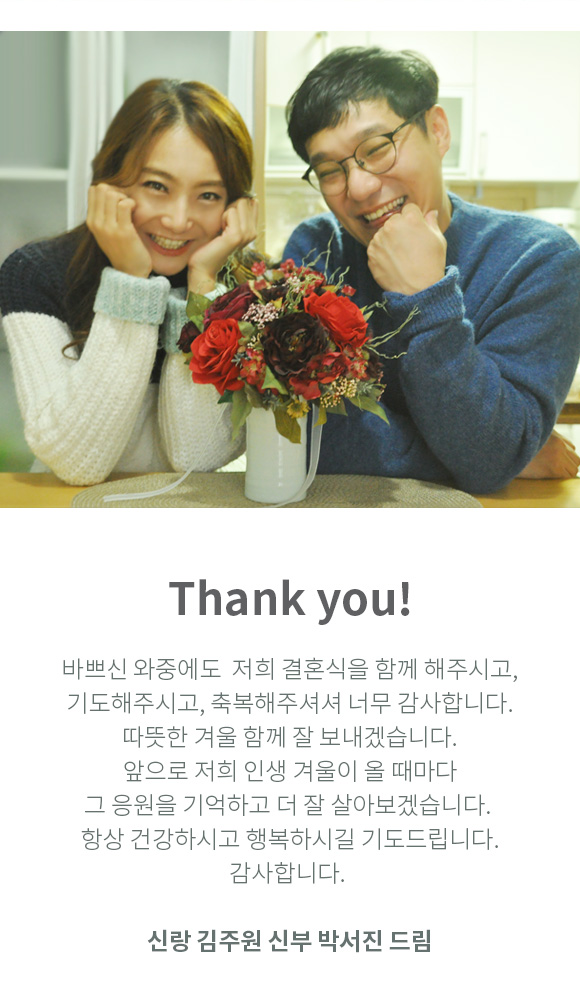 Thank you!
바쁘신 와중에도  저희 결혼식을 함께 해주시고,
기도해주시고, 축복해주셔셔 너무 감사합니다.
따뜻한 겨울 함께 잘 보내겠습니다.
앞으로 저희 인생 겨울이 올 때마다
그 응원을 기억하고 더 잘 살아보겠습니다.
항상 건강하시고 행복하시길 기도드립니다.
감사합니다.
신랑 김주원 신부 박서진 드림